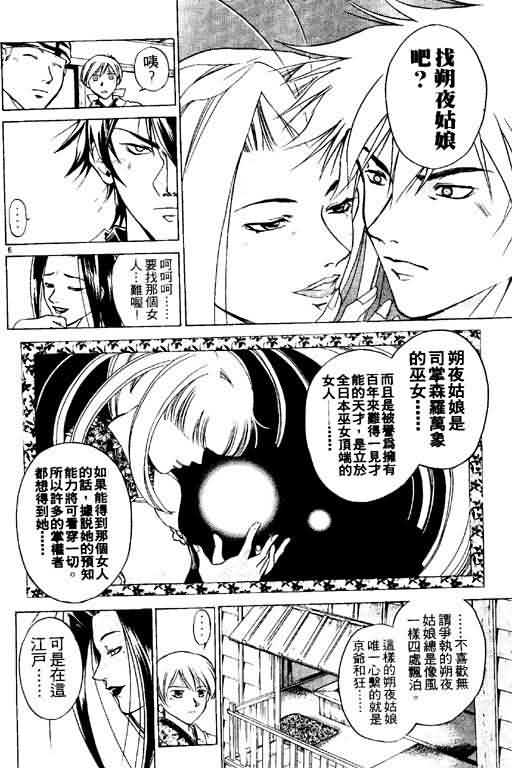 找朔夜姑娘
吧？
咦？
……
……
呵呵呵……
要找那個女
人…難喔！
6
朔夜姑娘是
司掌森羅萬象
的巫女……
而且是被譽爲擁有
百年來難得一見才
能的天才，是立於
全日本巫女頂端的
女人……
如果能得到那個女人
的話，據說她的預知
能力將可看穿一切。
所以許多的掌權者
都想得到她……
……不喜歡無
謂爭執的朔夜
姑娘總是像風
一樣四處飄泊。
這樣的朔夜姑娘
唯一心繫的就是
京爺和狂……
……
可是在這
江戶……